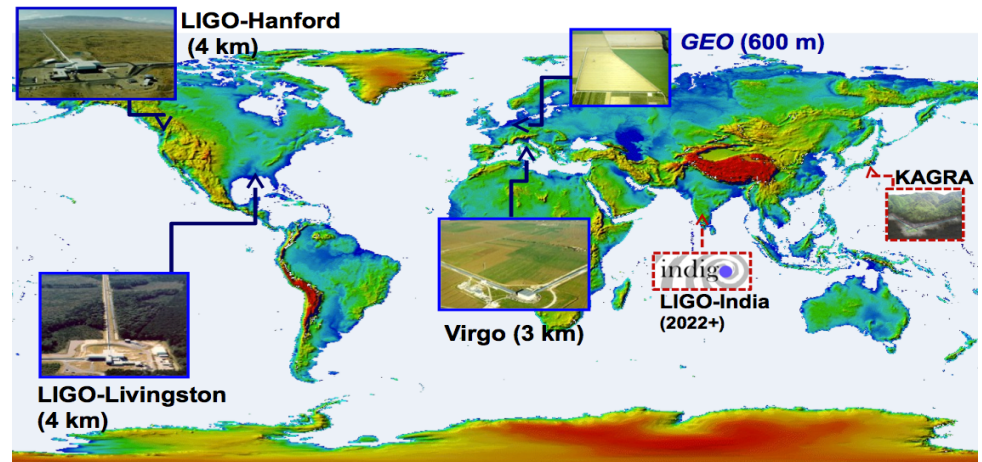 LIGO-Hanford
(4 km)
GEO (600 m)
KAGRA
indigo
LIGO-India
(2022+)
Virgo (3 km)
LIGO-Livingston
(4 km)